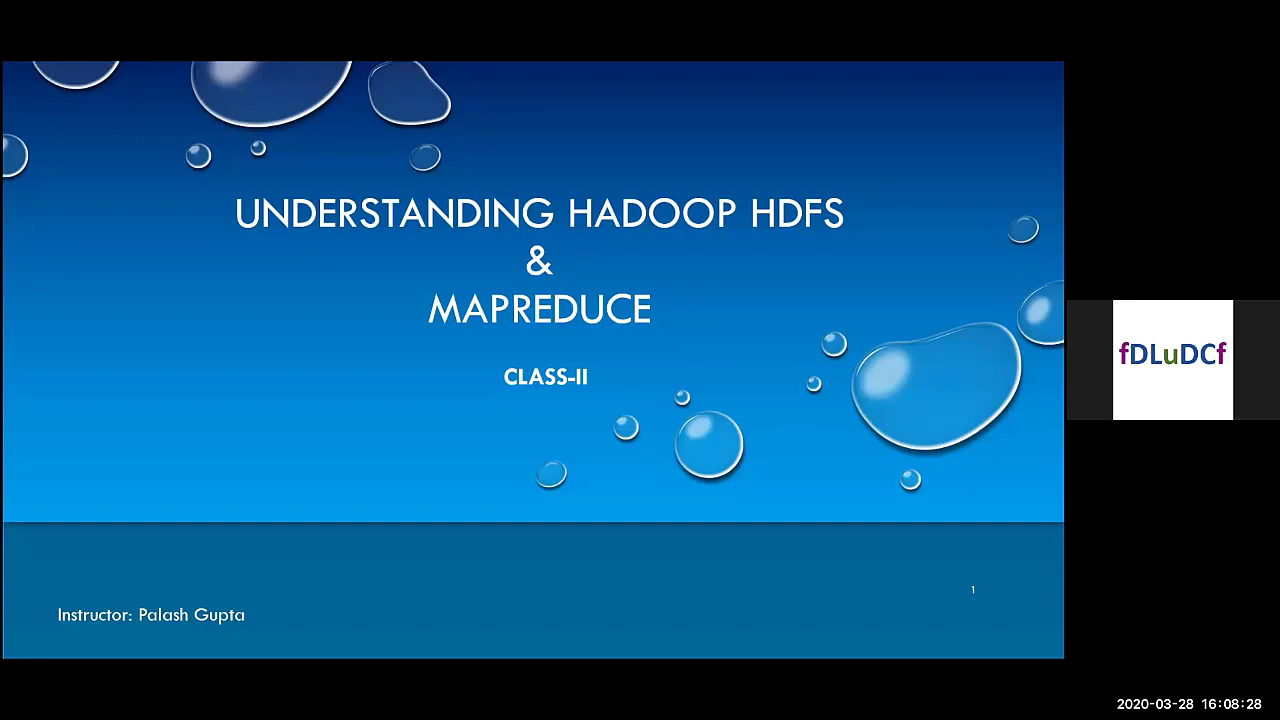 UNDERSTANDING HADOOP HDFS
&
MAPREDUCE
CLASS-II
fDLuDCf
1
Instructor: Palash Gupta
2020-03-28 16:08:28